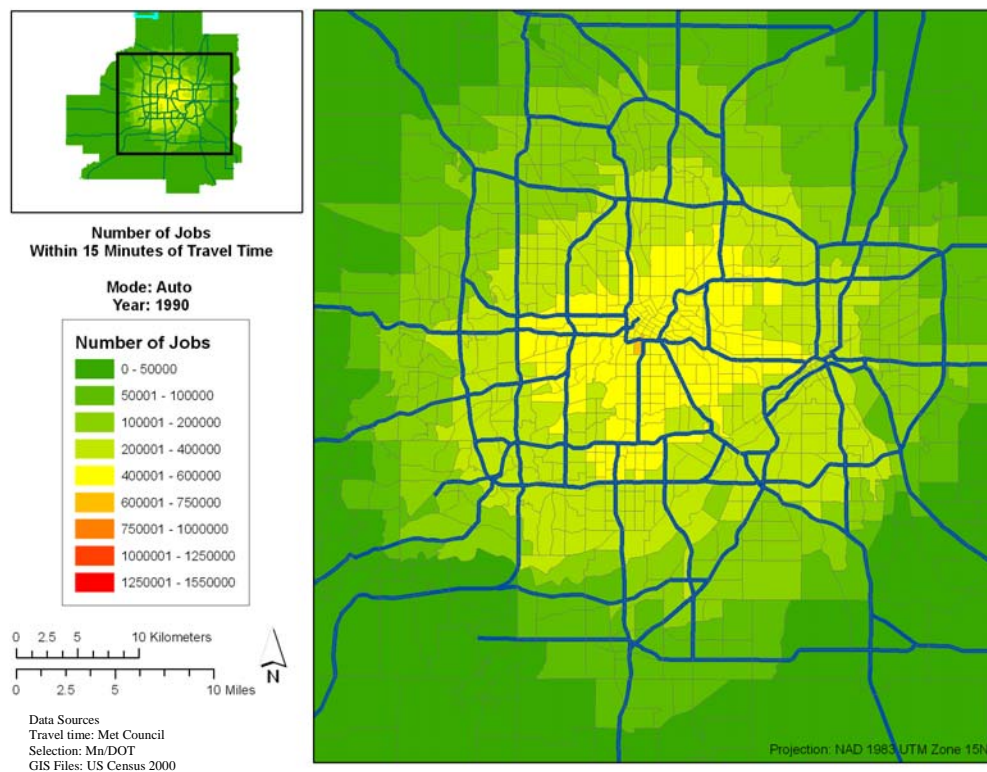 Number of Jobs
Within 15 Minutes of Travel Time
Mode: Auto
Year: 1990
Number of Jobs
0 - 50000
50001 - 100000
100001 - 200000
200001 - 400000
400001 - 600000
600001 - 750000
750001 - 1000000
1000001 - 1250000
1250001 - 1550000
0 2.5 5 10 Kilometers
0 2.5 5 10 Miles
N
Data Sources
Travel time: Met Council
Selection: Mn/DOT
GIS Files: US Census 2000
Projection: NAD 1983 UTM Zone 15N